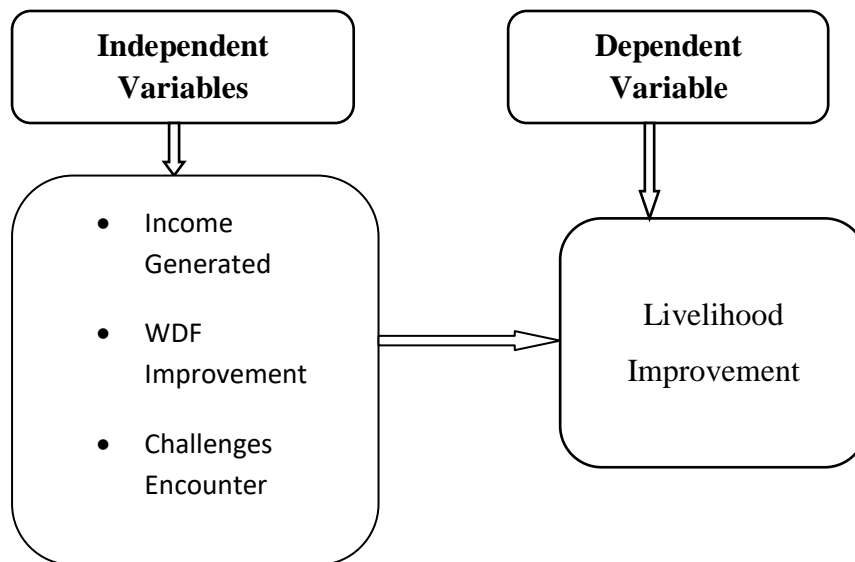 Independent
Variables
Dependent
Variable
• Income
Generated
• WDF
Improvement
• Challenges
Encounter
Livelihood
Improvement